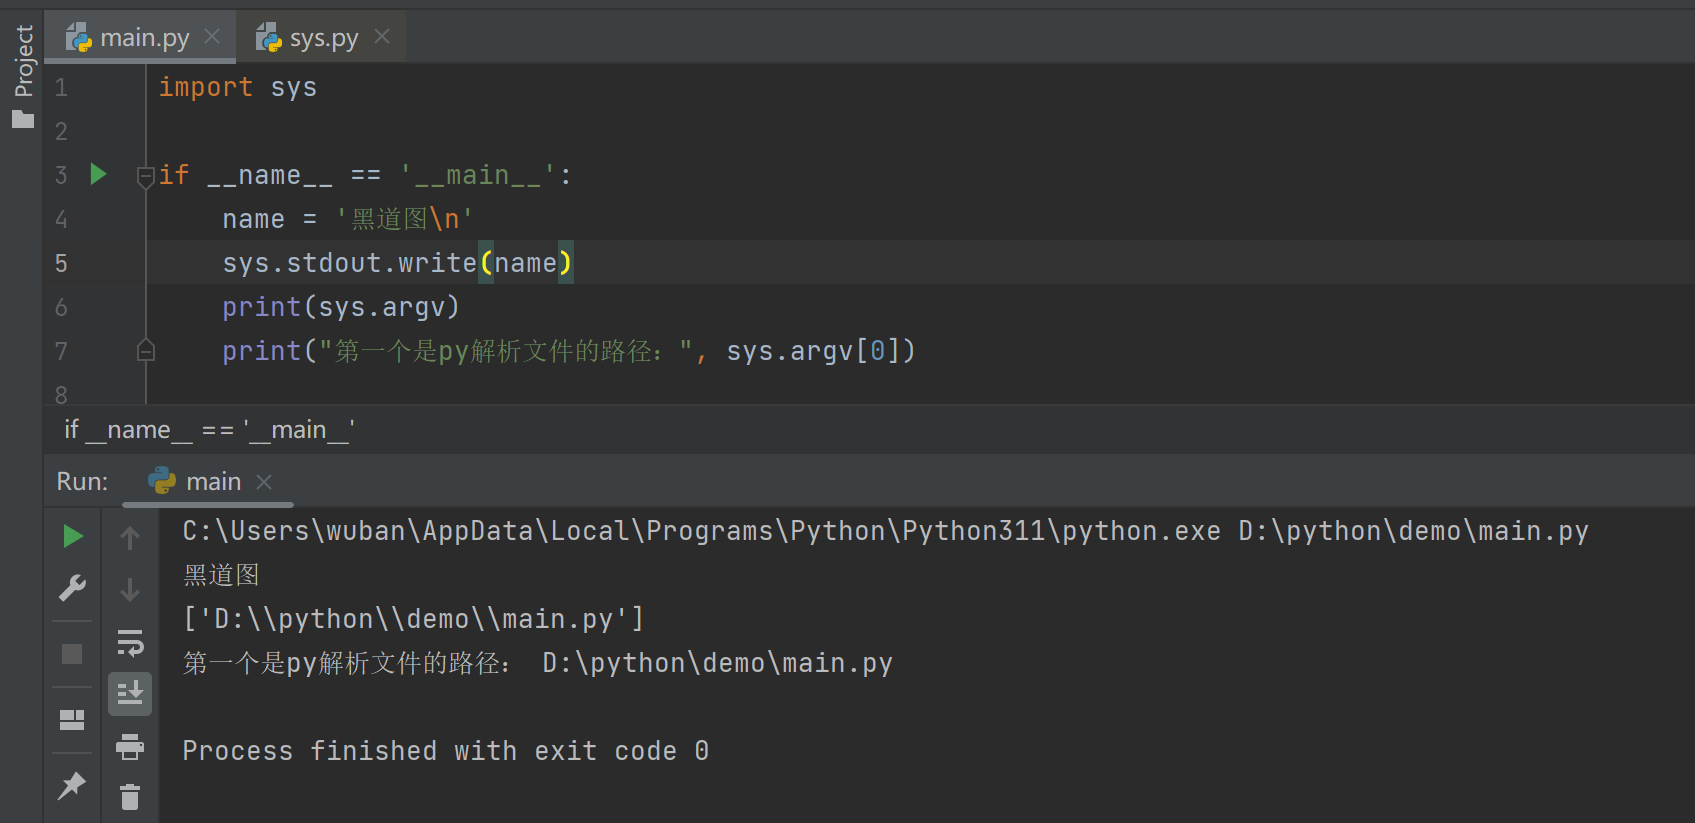 Project
main.py
sys.py
1 import sys
2
3 if __name__ == '__main__':
4 name = '黑道图\n'
5 sys.stdout.write(name)
6 print(sys.argv)
7 print("第一个是py解析文件的路径：", sys.argv[0])
8
if __name__ == '__main__'
Run: main
C:\Users\wuban\AppData\Local\Programs\Python\Python311\python.exe D:\python\demo\main.py
黑道图
['D:\\python\\demo\\main.py']
第一个是py解析文件的路径： D:\python\demo\main.py
Process finished with exit code 0